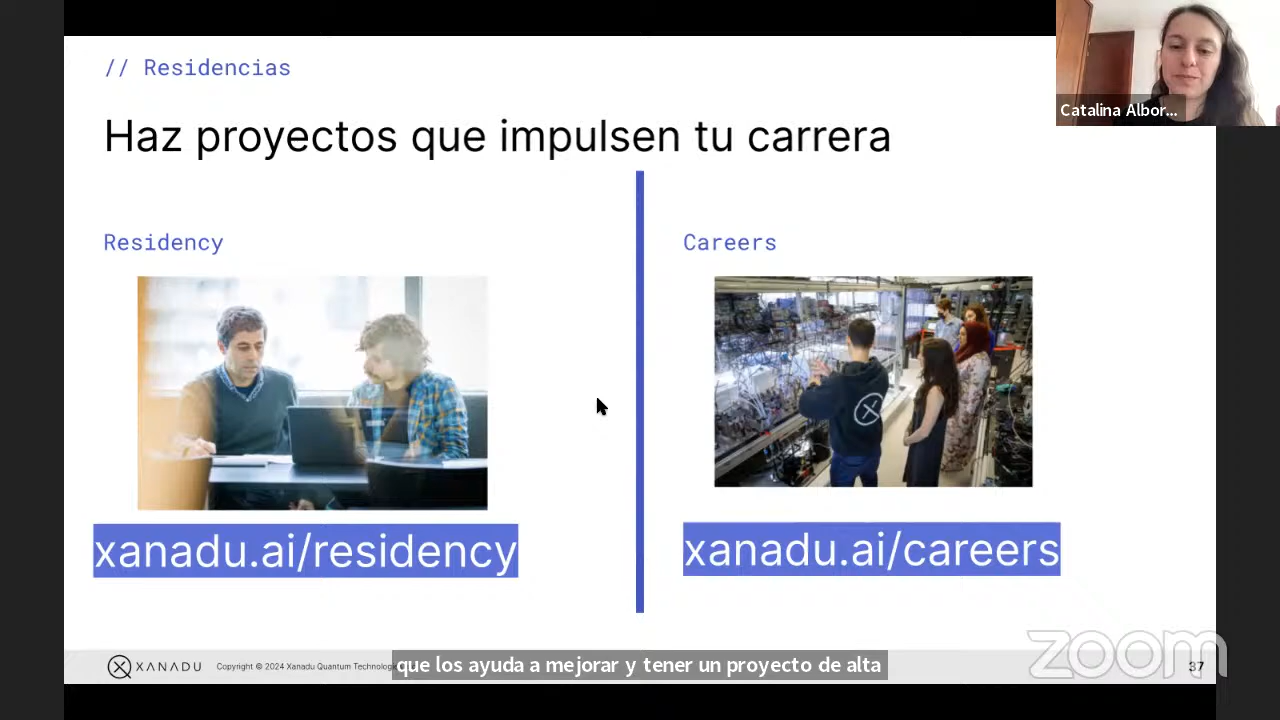 // Residencias
Catalina Albor...
Haz proyectos que impulsen tu carrera
Residency
Careers
xanadu.ai/residency
xanadu.ai/careers
XANADU
Copyright © 2024 Xanadu Quantum
que los ayuda a mejorar y tener un proyecto de alta
zoom
37